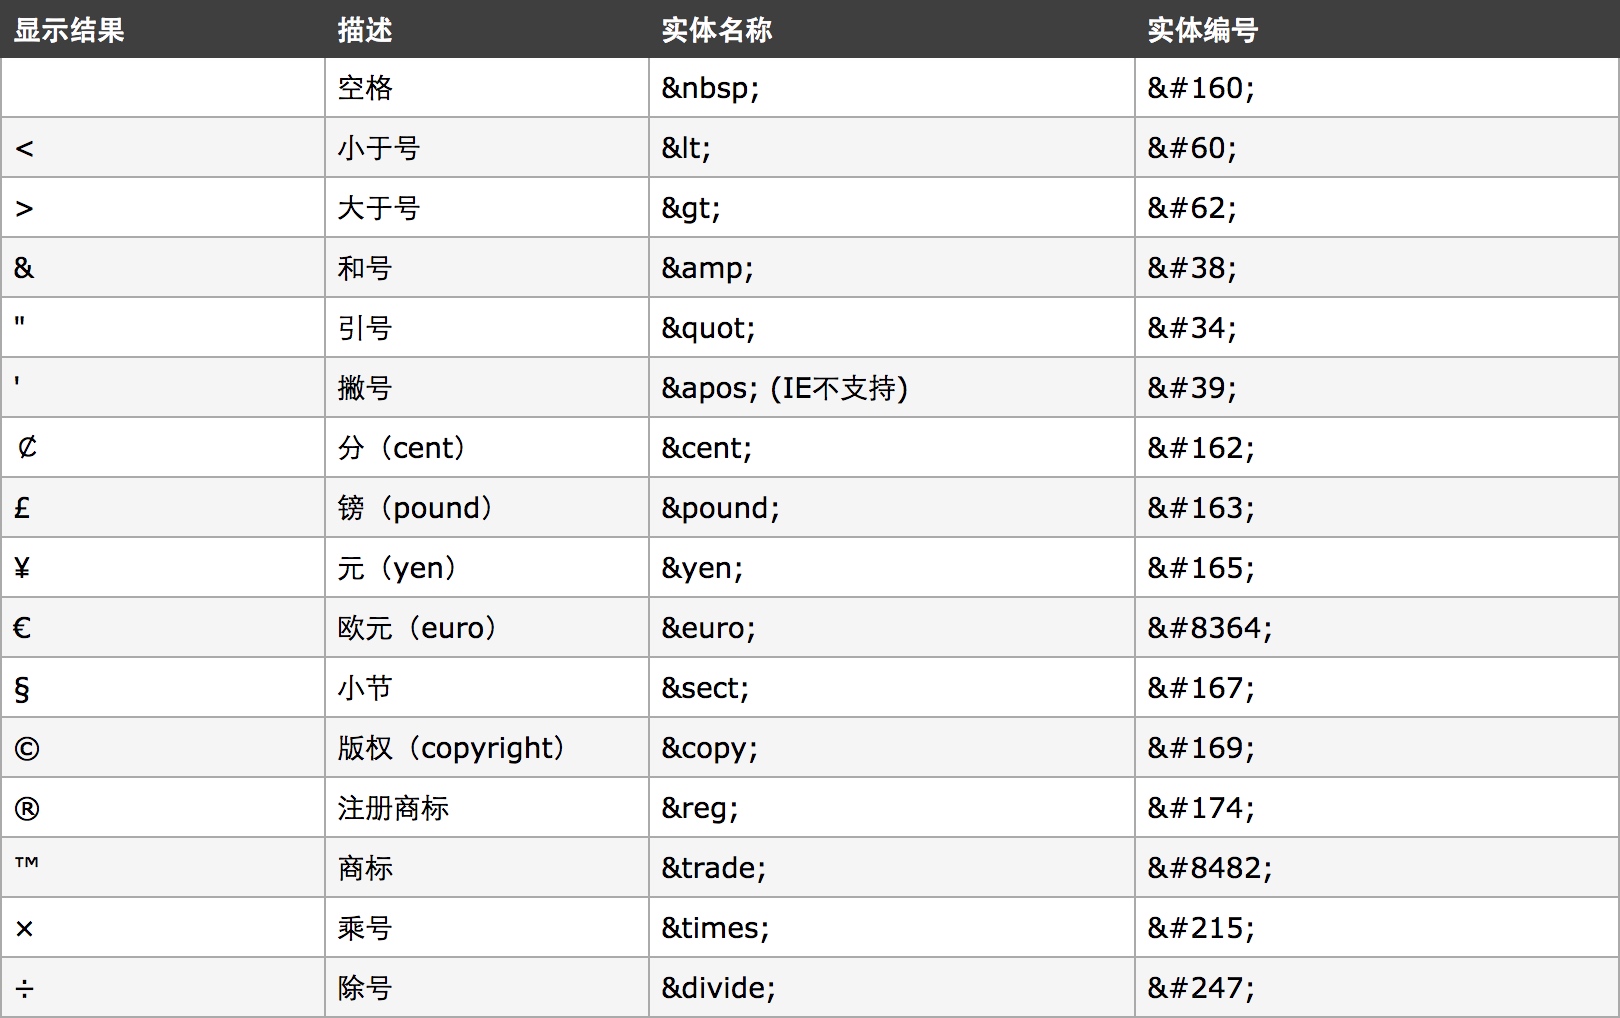 显示结果 描述 实体名称 实体编号
空格 &nbsp; &#160;
< 小于号 &lt; &#60;
> 大于号 &gt; &#62;
& 和号 &amp; &#38;
" 引号 &quot; &#34;
' 撇号 &apos; (IE不支持) &#39;
₡ 分（cent） &cent; &#162;
£ 镑（pound） &pound; &#163;
¥ 元（yen） &yen; &#165;
€ 欧元（euro） &euro; &#8364;
§ 小节 &sect; &#167;
© 版权（copyright） &copy; &#169;
® 注册商标 &reg; &#174;
™ 商标 &trade; &#8482;
× 乘号 &times; &#215;
÷ 除号 &divide; &#247;